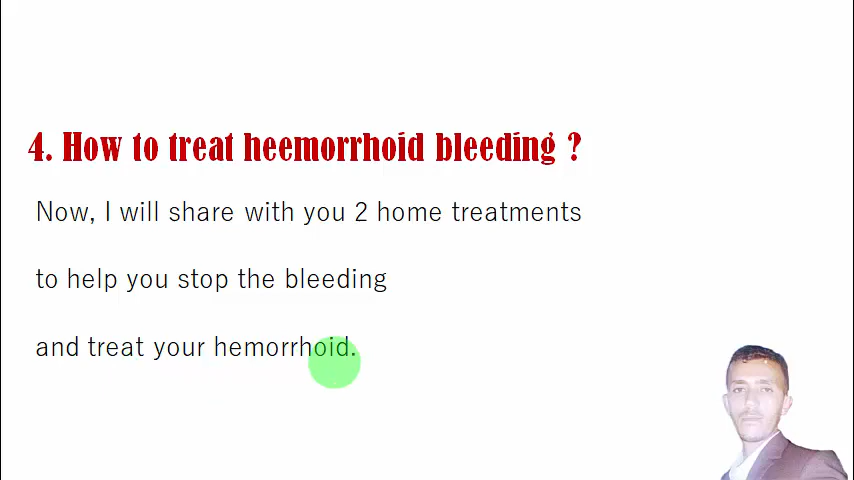 4. How to treat heemorrhoid bleeding ?
Now, I will share with you 2 home treatments
to help you stop the bleeding
and treat your hemorrhoid.